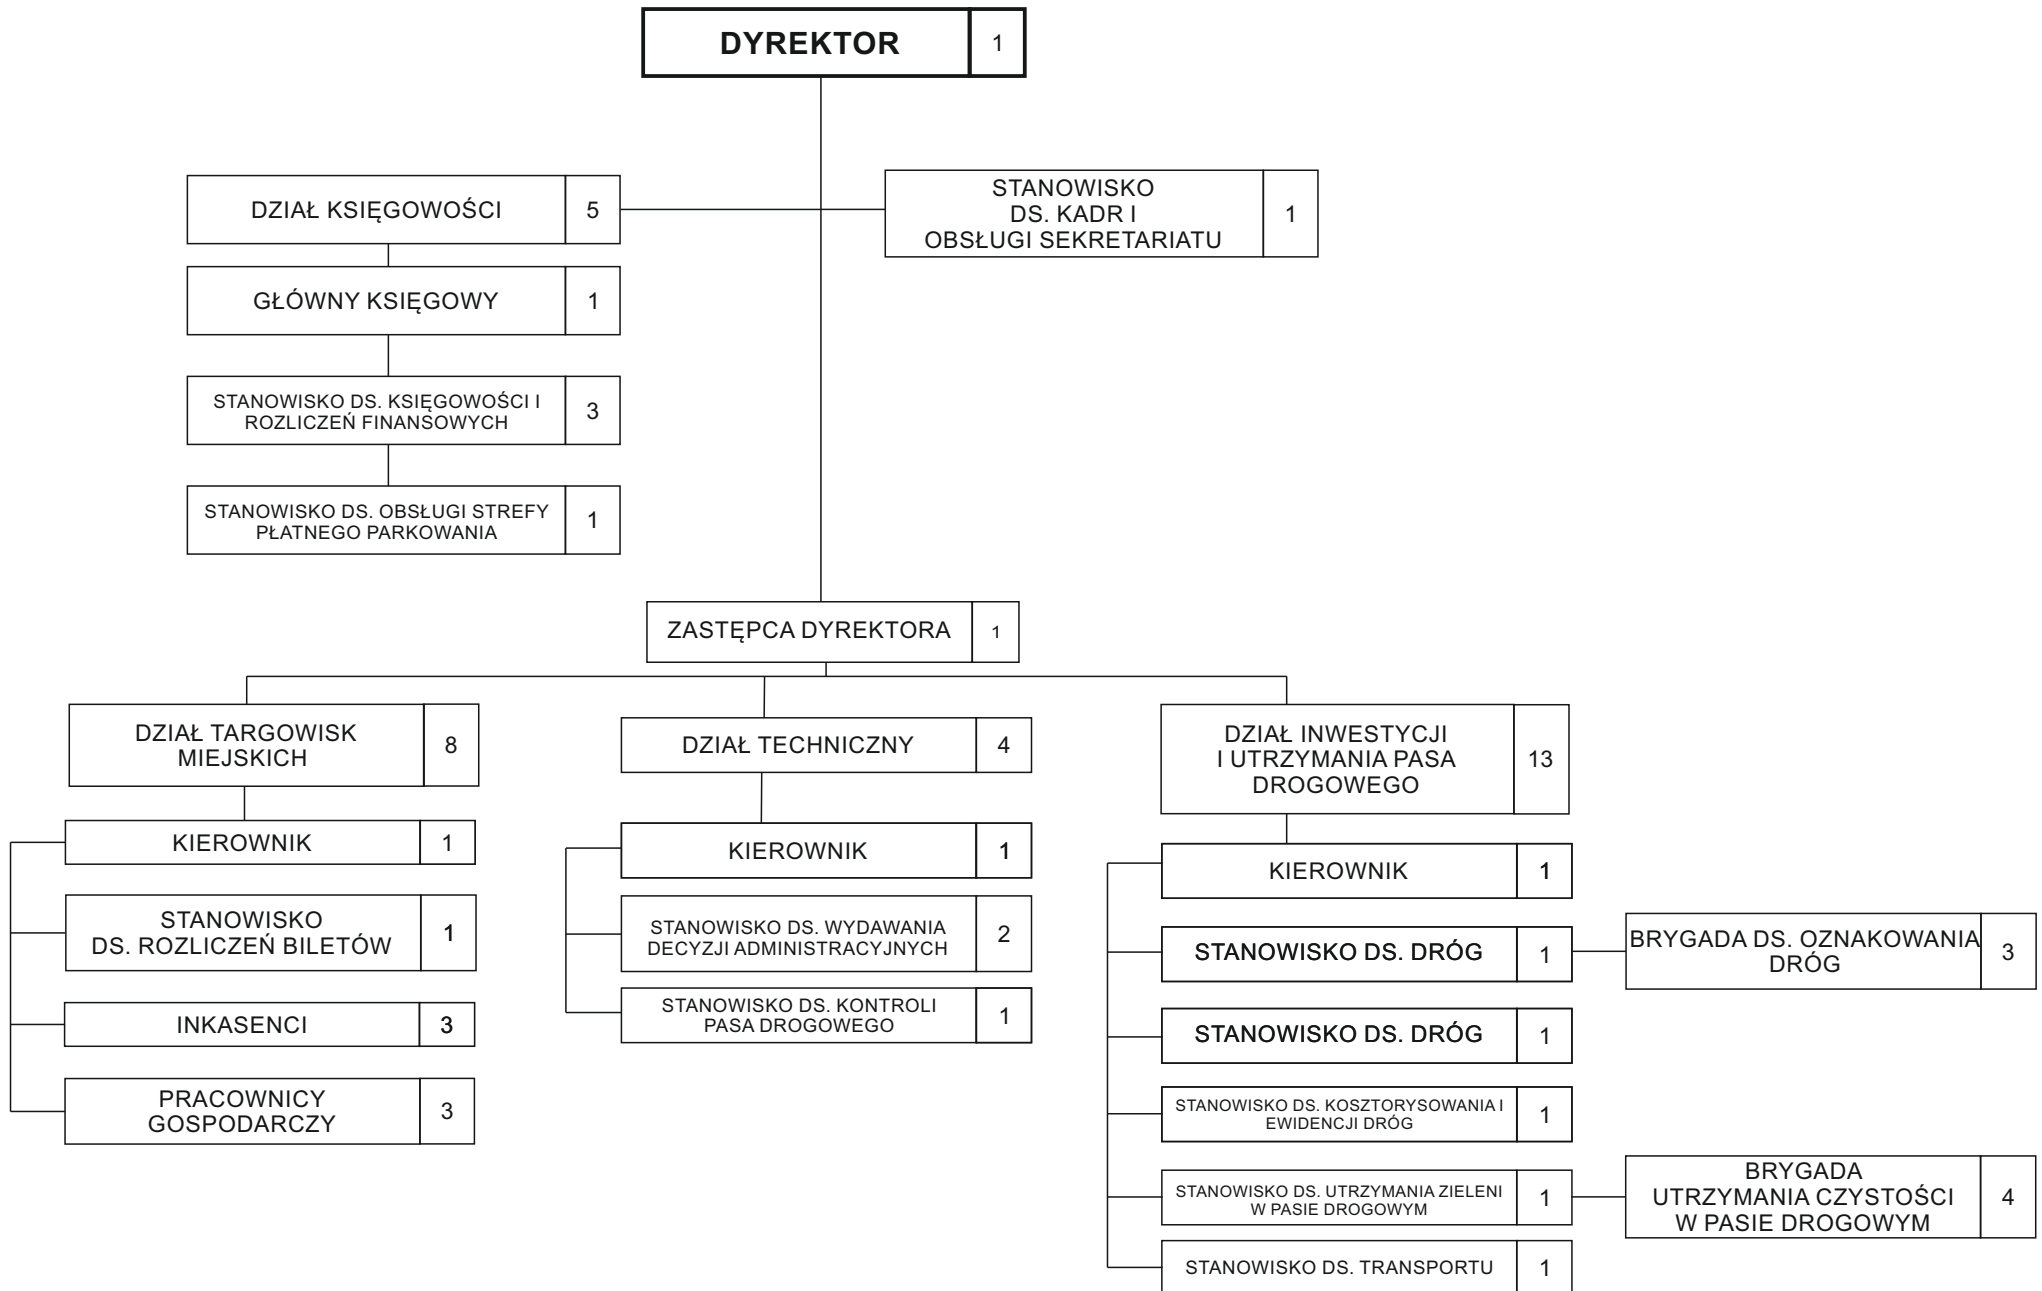 DYREKTOR 1
DZIAŁ KSIĘGOWOŚCI 5
STANOWISKO
DS. KADR I
OBSŁUGI SEKRETARIATU
1
GŁÓWNY KSIĘGOWY 1
STANOWISKO DS. KSIĘGOWOŚCI I
ROZLICZEŃ FINANSOWYCH
3
STANOWISKO DS. OBSŁUGI STREFY
PŁATNEGO PARKOWANIA
1
ZASTĘPCA DYREKTORA 1
DZIAŁ TARGOWISK
MIEJSKICH
8
KIEROWNIK 1
STANOWISKO
DS. ROZLICZEŃ BILETÓW
1
INKASENCI 3
PRACOWNICY
GOSPODARCZY
3
DZIAŁ TECHNICZNY 4
KIEROWNIK 1
STANOWISKO DS. WYDAWANIA
DECYZJI ADMINISTRACYJNYCH
2
STANOWISKO DS. KONTROLI
PASA DROGOWEGO
1
DZIAŁ INWESTYCJI
I UTRZYMANIA PASA
DROGOWEGO
13
KIEROWNIK 1
STANOWISKO DS. DRÓG 1
BRYGADA DS. OZNAKOWANIA
DRÓG
3
STANOWISKO DS. DRÓG 1
STANOWISKO DS. KOSZTORYSOWANIA I
EWIDENCJI DRÓG
1
STANOWISKO DS. UTRZYMANIA ZIELENI
W PASIE DROGOWYM
1
BRYGADA
UTRZYMANIA CZYSTOŚCI
W PASIE DROGOWYM
4
STANOWISKO DS. TRANSPORTU 1